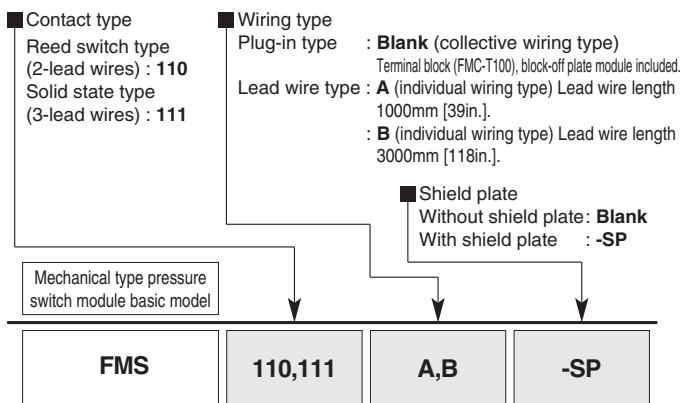 ■Contact type
Reed switch type
(2-lead wires) : 110
Solid state type
(3-lead wires) : 111
■Wiring type
Plug-in type : Blank (collective wiring type)
Terminal block (FMC-T100), block-off plate module included.
Lead wire type : A (individual wiring type) Lead wire length
1000mm [39in.].
: B (individual wiring type) Lead wire length
3000mm [118in.].
■Shield plate
Without shield plate: Blank
With shield plate : -SP
Mechanical type pressure
switch module basic model
FMS 110,111 A,B -SP